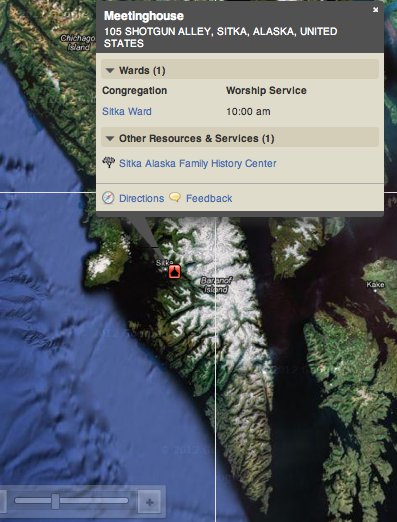 Meetinghouse
105 SHOTGUN ALLEY, SITKA, ALASKA, UNITED
STATES
Wards (1)
Congregation Worship Service
Sitka Ward 10:00 am
Other Resources & Services (1)
Sitka Alaska Family History Center
Directions Feedback
Chichagof
Island
Sitka
Baranof
Island
Kake